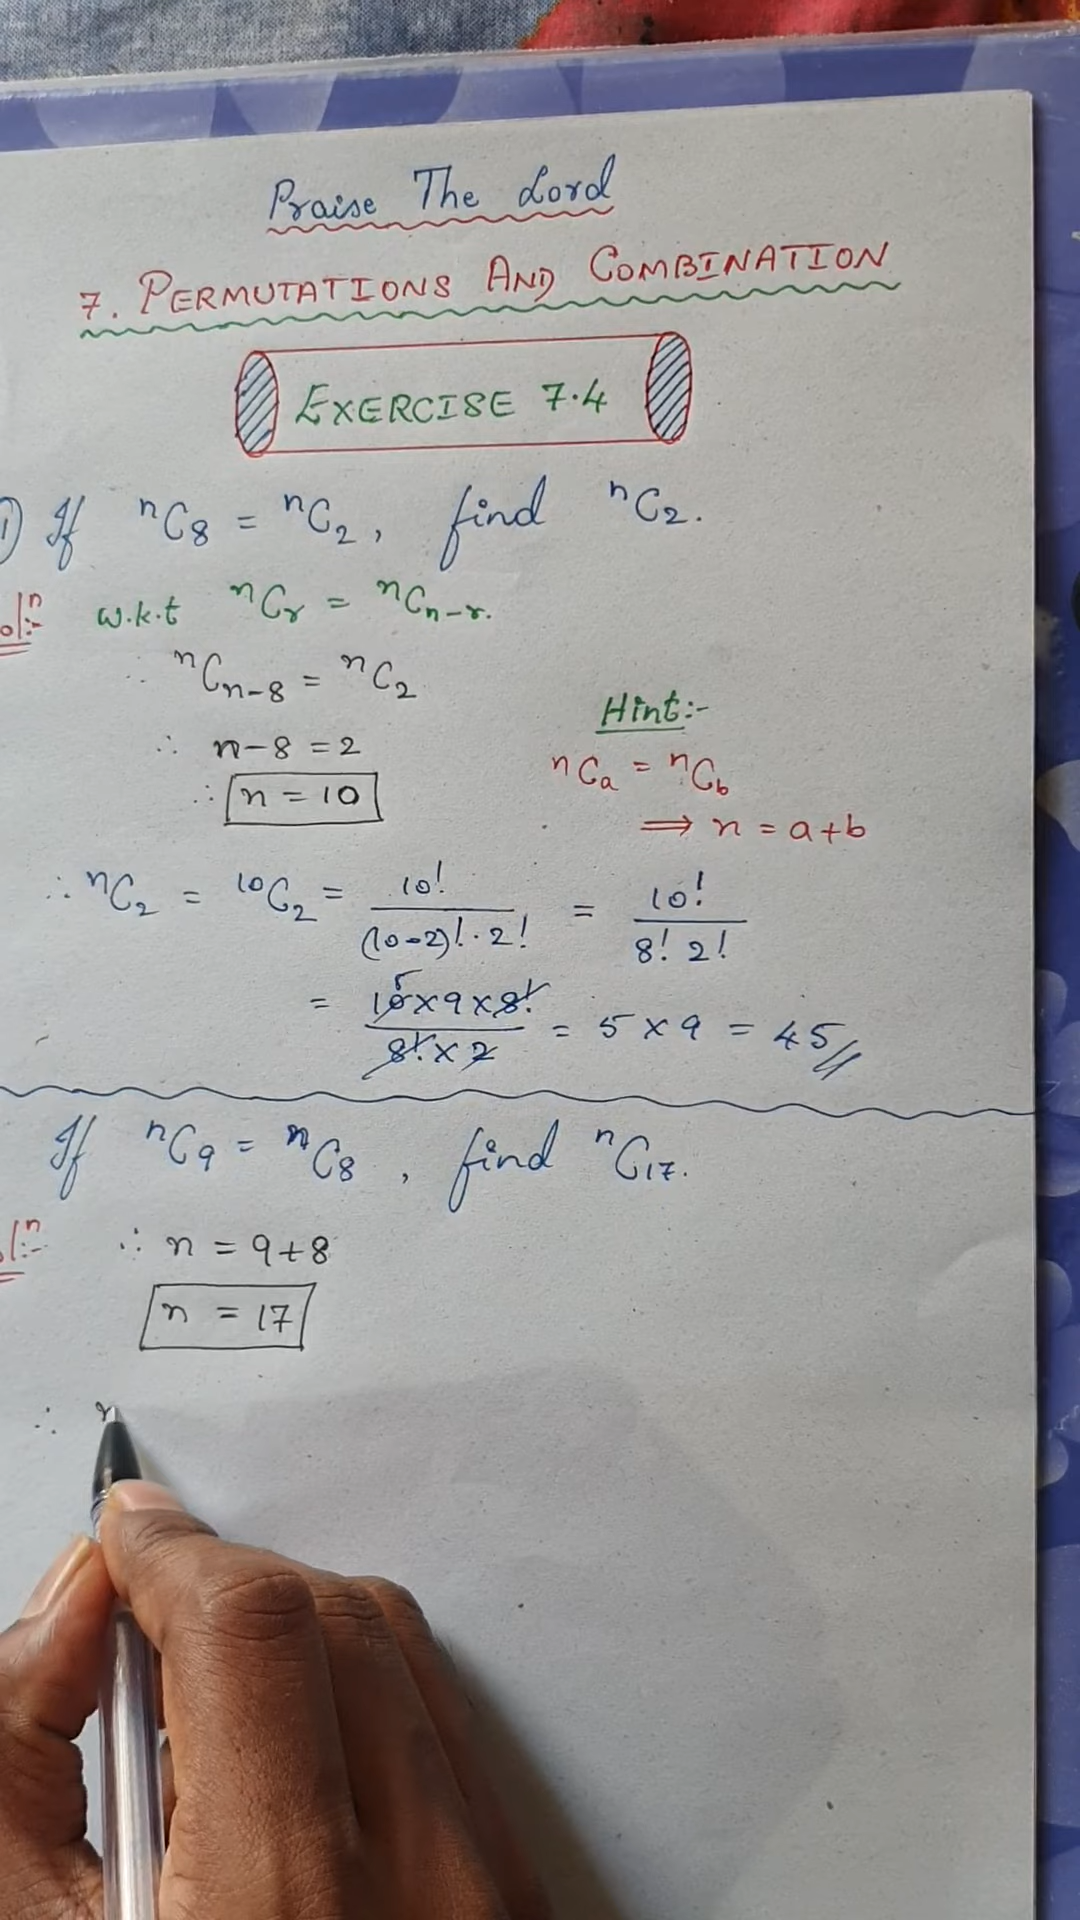 Praise The Lord
7. PERMUTATIONS AND COMBINATION
EXERCISE 7.4
1) If ⁿC₈ = ⁿC₂, find ⁿC₂.
olⁿ:- w.k.t ⁿCᵣ = ⁿCₙ₋ᵣ.
∴ ⁿCₙ₋₈ = ⁿC₂
∴ n-8 = 2
∴ n = 10
Hint:-
ⁿCₐ = ⁿC_b
⟹ n = a+b
∴ ⁿC₂ = ¹⁰C₂ = 10!/(10-2)!·2! = 10!/8! 2!
= 10×9×8!/8!×2 = 5×9 = 45//
If ⁿC₉ = ⁿC₈, find ⁿC₁₇.
lⁿ:- ∴ n = 9+8
n = 17
∴